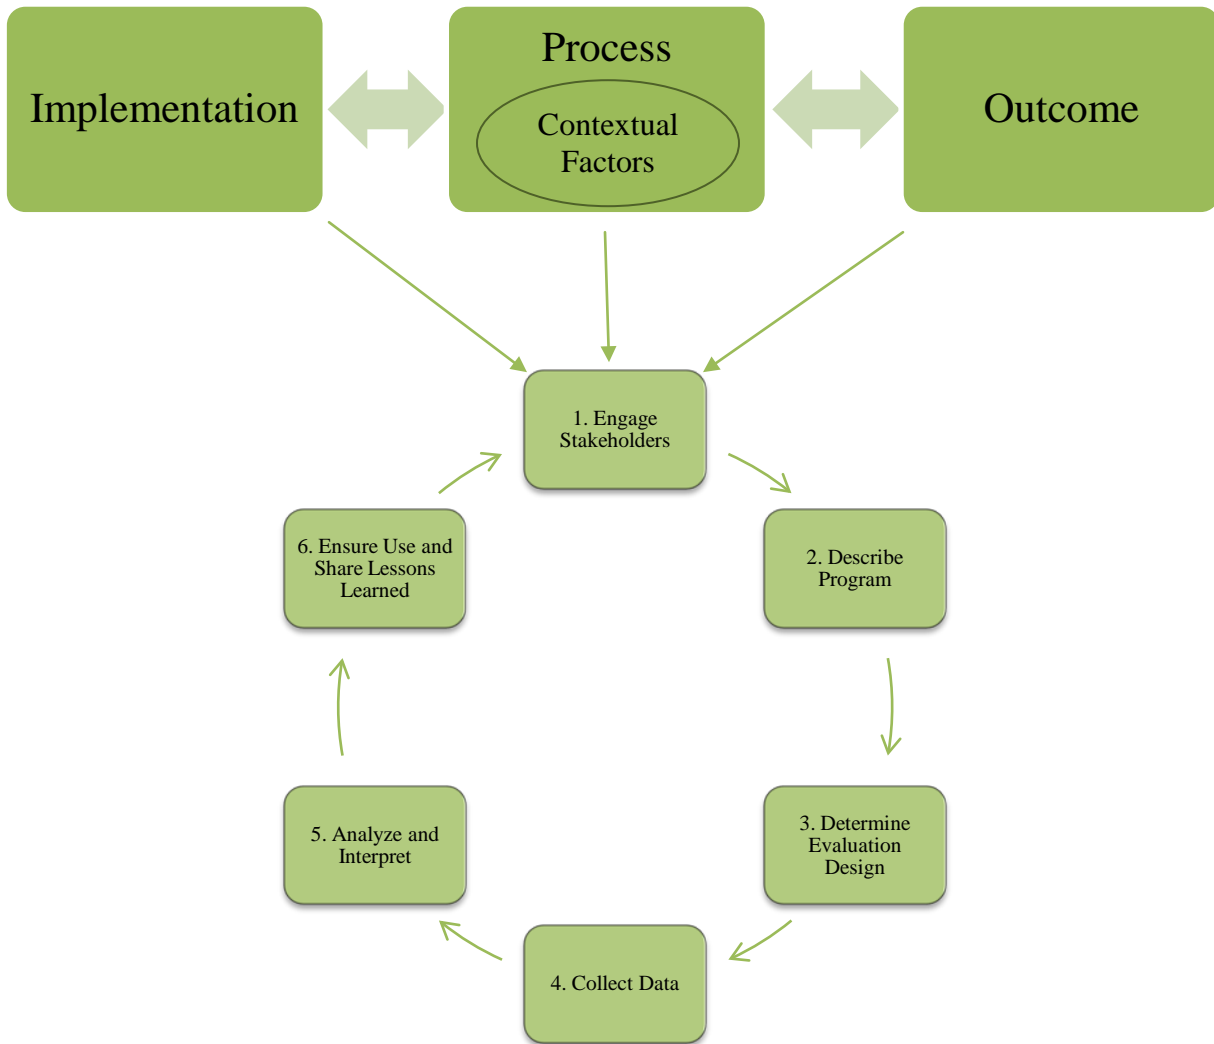 Implementation
Process
Contextual
Factors
Outcome
1. Engage
Stakeholders
2. Describe
Program
3. Determine
Evaluation
Design
4. Collect Data
5. Analyze and
Interpret
6. Ensure Use and
Share Lessons
Learned